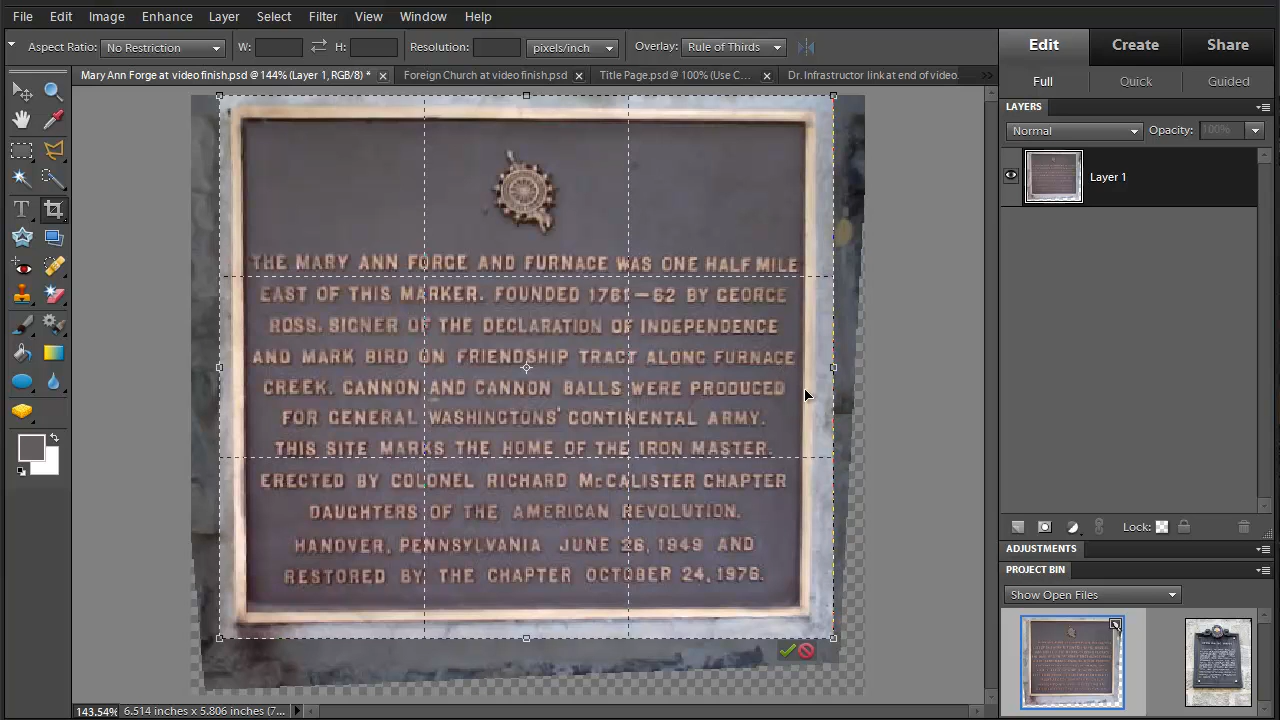 File Edit Image Enhance Layer Select Filter View Window Help
Aspect Ratio: No Restriction W: H: Resolution: pixels/inch Overlay: Rule of Thirds
Edit Create Share
Mary Ann Forge at video finish.psd @ 144% (Layer 1, RGB/8) * Foreign Church at video finish.psd Title Page.psd @ 100% (Use C... Dr. Infrastructor link at end of video.
Full Quick Guided
LAYERS
Normal Opacity: 100%
Layer 1
THE MARY ANN FORGE AND FURNACE WAS ONE HALF MILE
EAST OF THIS MARKER. FOUNDED 1761-62 BY GEORGE
ROSS. SIGNER OF THE DECLARATION OF INDEPENDENCE
AND MARK BIRD ON FRIENDSHIP TRACT ALONG FURNACE
CREEK. CANNON AND CANNON BALLS WERE PRODUCED
FOR GENERAL WASHINGTONS' CONTINENTAL ARMY.
THIS SITE MARKS THE HOME OF THE IRON MASTER.
ERECTED BY COLONEL RICHARD McCALISTER CHAPTER
DAUGHTERS OF THE AMERICAN REVOLUTION.
HANOVER, PENNSYLVANIA JUNE 26, 1949 AND
RESTORED BY THE CHAPTER OCTOBER 24, 1976.
Lock:
ADJUSTMENTS
PROJECT BIN
Show Open Files
143.54% 6.514 inches x 5.806 inches (7...